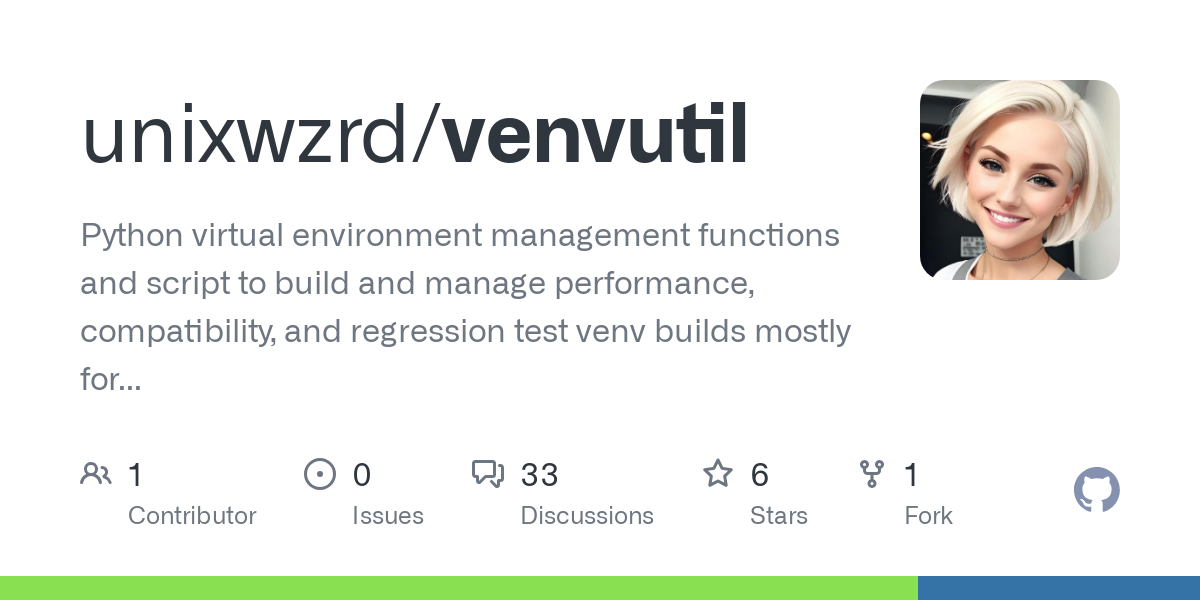 unixwzrd/venvutil
Python virtual environment management functions
and script to build and manage performance,
compatibility, and regression test venv builds mostly
for...
1
Contributor
0
Issues
33
Discussions
6
Stars
1
Fork